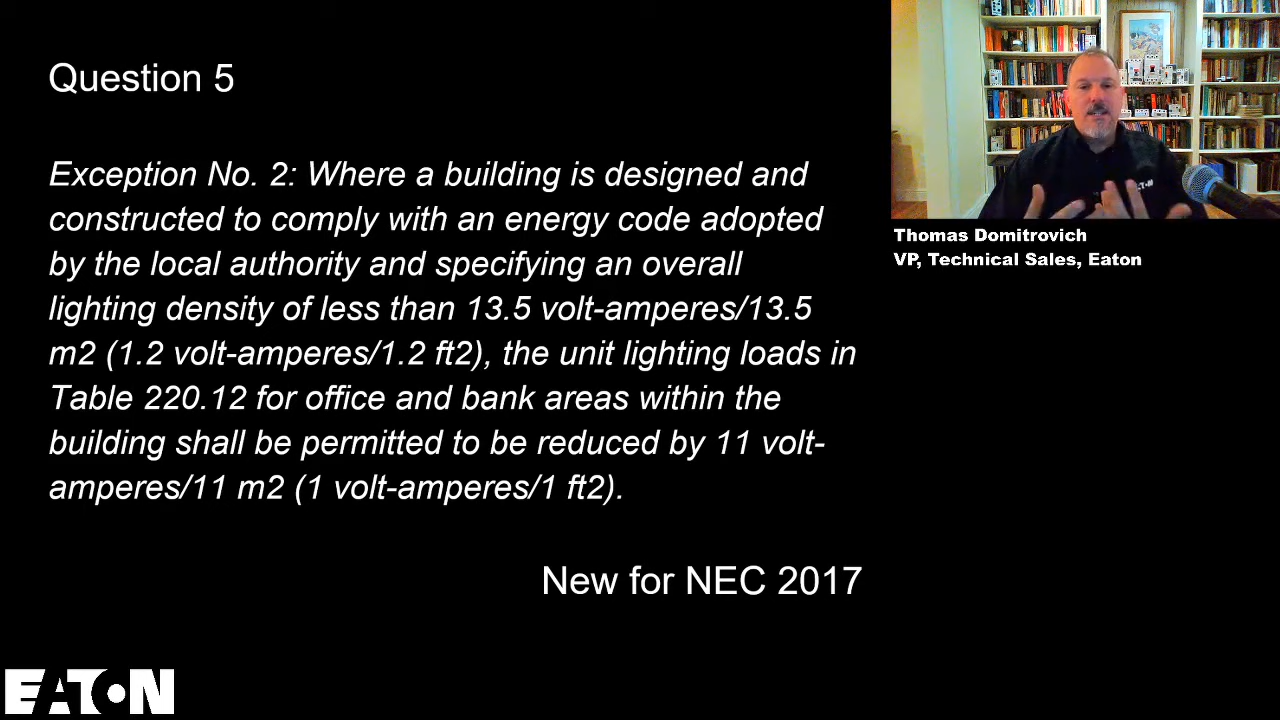 Question 5
Exception No. 2: Where a building is designed and
constructed to comply with an energy code adopted
by the local authority and specifying an overall
lighting density of less than 13.5 volt-amperes/13.5
m2 (1.2 volt-amperes/1.2 ft2), the unit lighting loads in
Table 220.12 for office and bank areas within the
building shall be permitted to be reduced by 11 volt-
amperes/11 m2 (1 volt-amperes/1 ft2).
New for NEC 2017
Thomas Domitrovich
VP, Technical Sales, Eaton
EATON